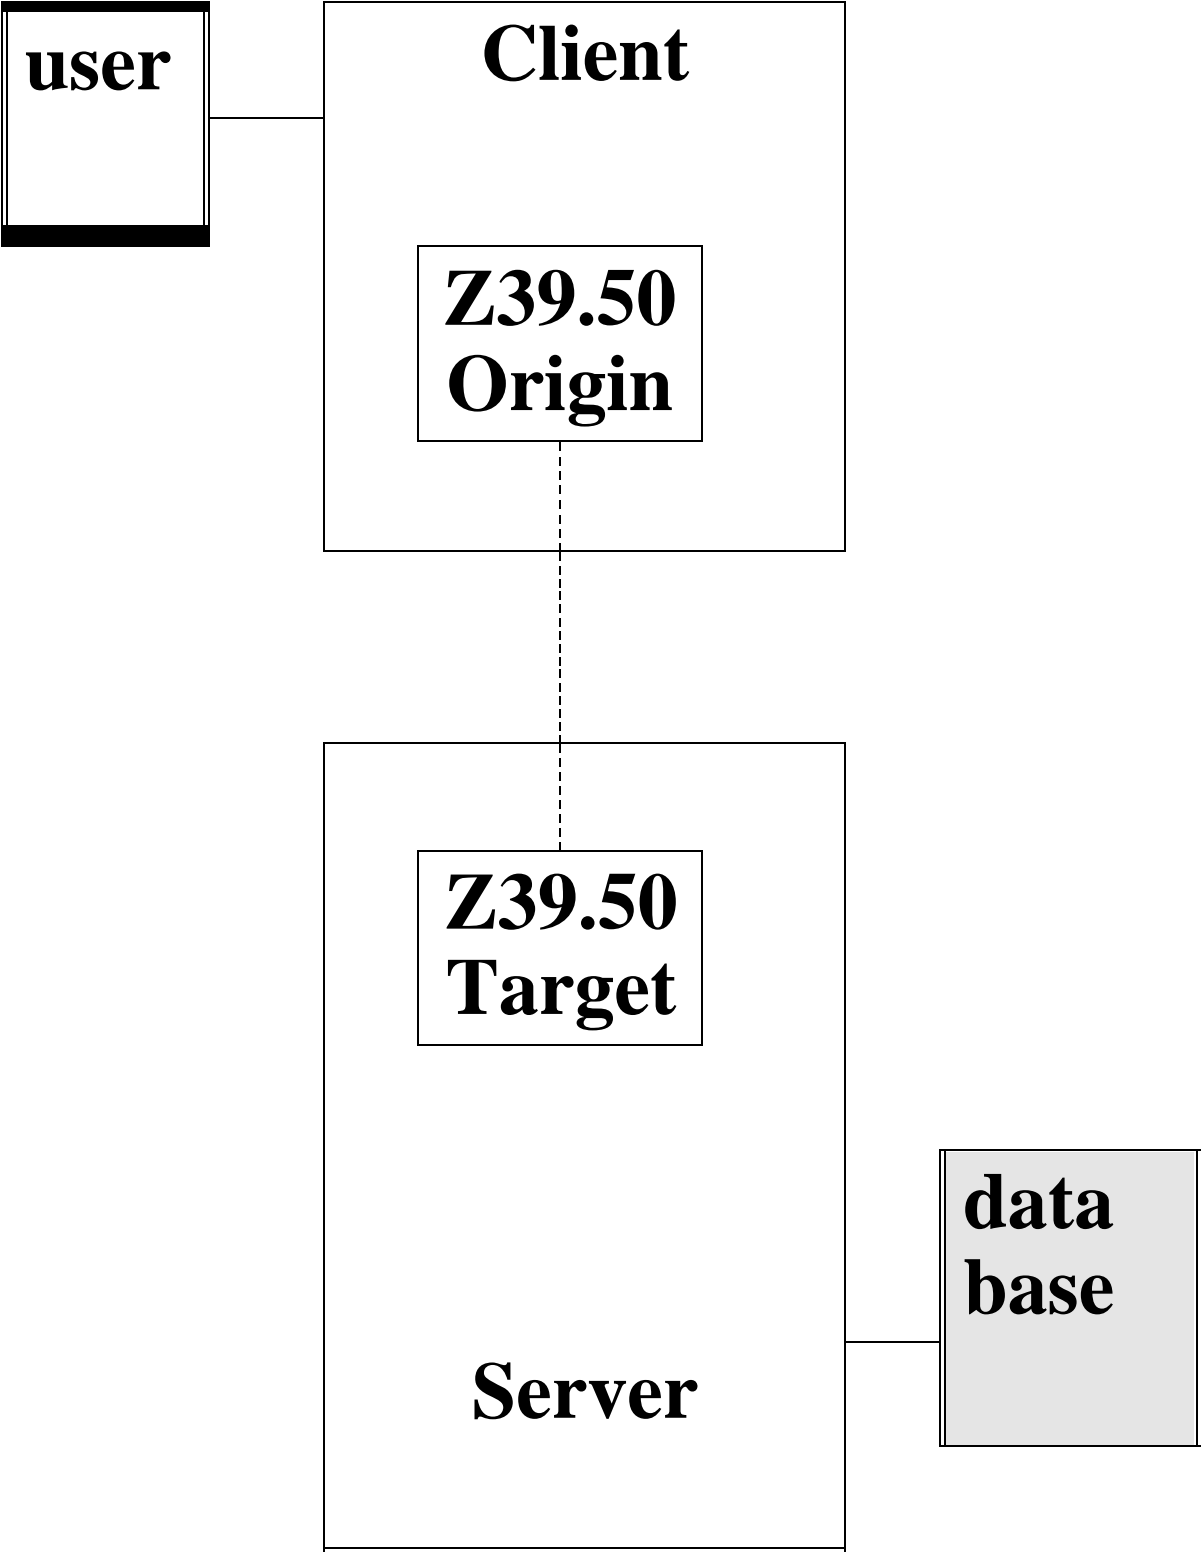 user
Client
Z39.50
Origin
Z39.50
Target
data
base
Server